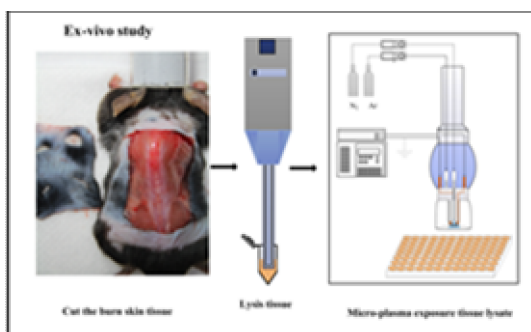 Ex-vivo study
N₂
Ar
Cut the burn skin tissue
Lysis tissue
Micro-plasma exposure tissue lysate